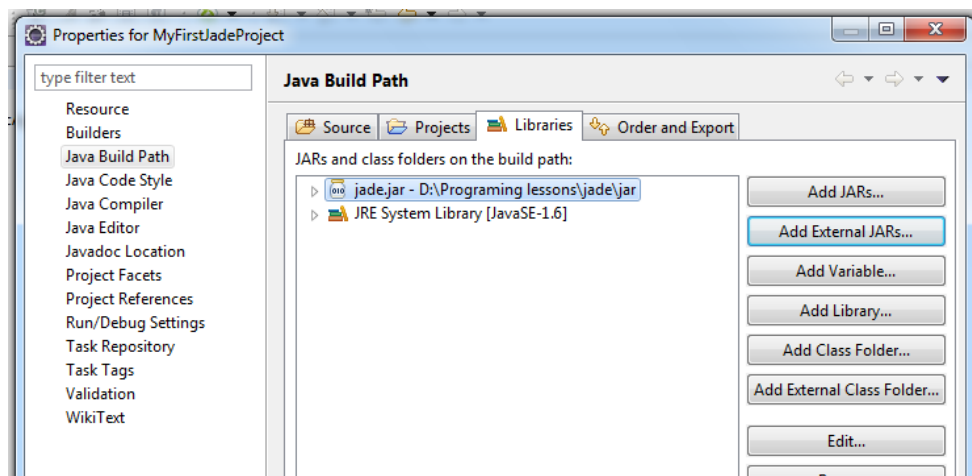 Properties for MyFirstJadeProject
type filter text
Resource
Builders
Java Build Path
Java Code Style
Java Compiler
Java Editor
Javadoc Location
Project Facets
Project References
Run/Debug Settings
Task Repository
Task Tags
Validation
WikiText
Java Build Path
Source Projects Libraries Order and Export
JARs and class folders on the build path:
jade.jar - D:\Programing lessons\jade\jar
JRE System Library [JavaSE-1.6]
Add JARs...
Add External JARs...
Add Variable...
Add Library...
Add Class Folder...
Add External Class Folder...
Edit...